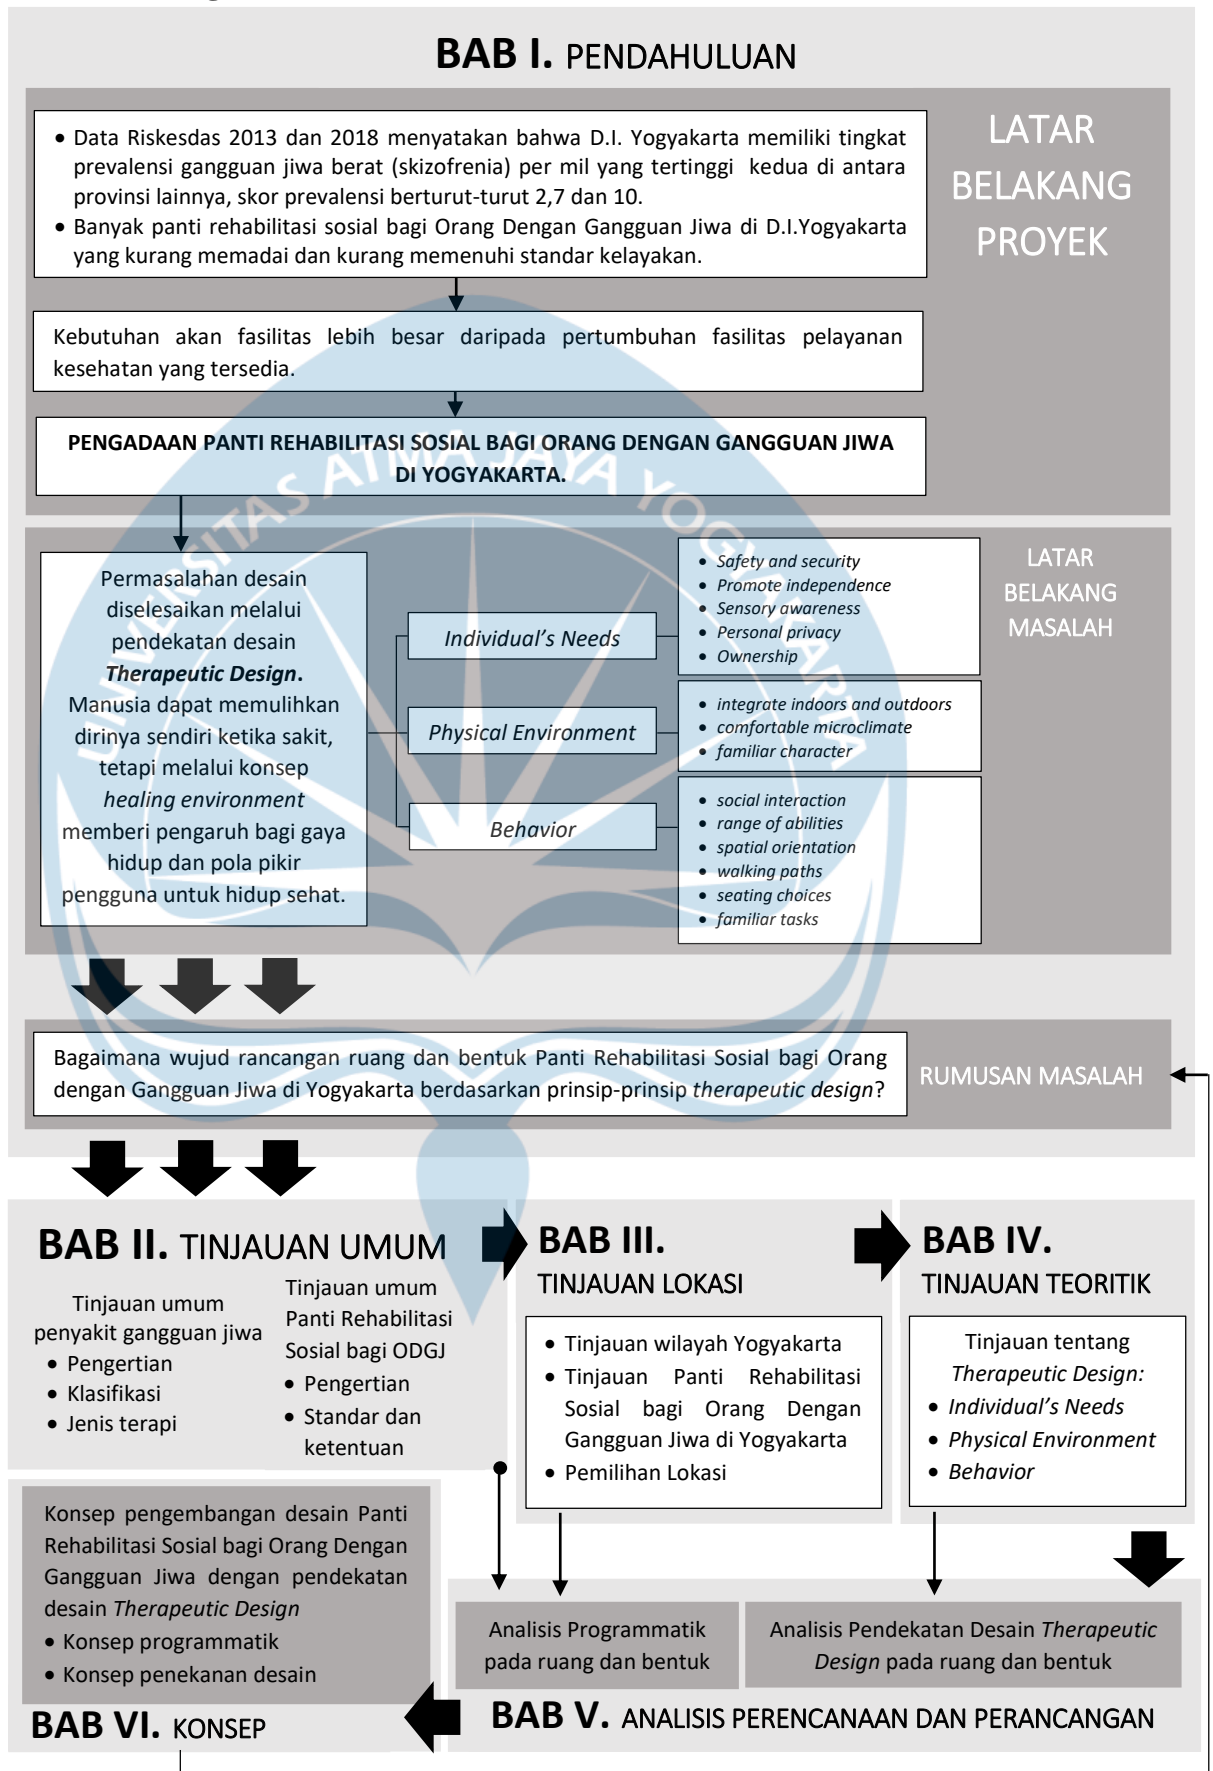 BAB I. PENDAHULUAN
LATAR
BELAKANG
PROYEK
• Data Riskesdas 2013 dan 2018 menyatakan bahwa D.I. Yogyakarta memiliki tingkat
prevalensi gangguan jiwa berat (skizofrenia) per mil yang tertinggi kedua di antara
provinsi lainnya, skor prevalensi berturut-turut 2,7 dan 10.
• Banyak panti rehabilitasi sosial bagi Orang Dengan Gangguan Jiwa di D.I.Yogyakarta
yang kurang memadai dan kurang memenuhi standar kelayakan.
Kebutuhan akan fasilitas lebih besar daripada pertumbuhan fasilitas pelayanan
kesehatan yang tersedia.
PENGADAAN PANTI REHABILITASI SOSIAL BAGI ORANG DENGAN GANGGUAN JIWA
DI YOGYAKARTA.
UNIVERSITAS ATMA JAYA YOGYAKARTA
LATAR
BELAKANG
MASALAH
Permasalahan desain
diselesaikan melalui
pendekatan desain
Therapeutic Design.
Manusia dapat memulihkan
dirinya sendiri ketika sakit,
tetapi melalui konsep
healing environment
memberi pengaruh bagi gaya
hidup dan pola pikir
pengguna untuk hidup sehat.
Individual's Needs
• Safety and security
• Promote independence
• Sensory awareness
• Personal privacy
• Ownership
Physical Environment
• integrate indoors and outdoors
• comfortable microclimate
• familiar character
Behavior
• social interaction
• range of abilities
• spatial orientation
• walking paths
• seating choices
• familiar tasks
Bagaimana wujud rancangan ruang dan bentuk Panti Rehabilitasi Sosial bagi Orang
dengan Gangguan Jiwa di Yogyakarta berdasarkan prinsip-prinsip therapeutic design?
RUMUSAN MASALAH
BAB II. TINJAUAN UMUM
Tinjauan umum
penyakit gangguan jiwa
• Pengertian
• Klasifikasi
• Jenis terapi
Tinjauan umum
Panti Rehabilitasi
Sosial bagi ODGJ
• Pengertian
• Standar dan
ketentuan
BAB III.
TINJAUAN LOKASI
• Tinjauan wilayah Yogyakarta
• Tinjauan Panti Rehabilitasi
Sosial bagi Orang Dengan
Gangguan Jiwa di Yogyakarta
• Pemilihan Lokasi
BAB IV.
TINJAUAN TEORITIK
Tinjauan tentang
Therapeutic Design:
• Individual's Needs
• Physical Environment
• Behavior
Analisis Programmatik
pada ruang dan bentuk
Analisis Pendekatan Desain Therapeutic
Design pada ruang dan bentuk
BAB V. ANALISIS PERENCANAAN DAN PERANCANGAN
Konsep pengembangan desain Panti
Rehabilitasi Sosial bagi Orang Dengan
Gangguan Jiwa dengan pendekatan
desain Therapeutic Design
• Konsep programmatik
• Konsep penekanan desain
BAB VI. KONSEP